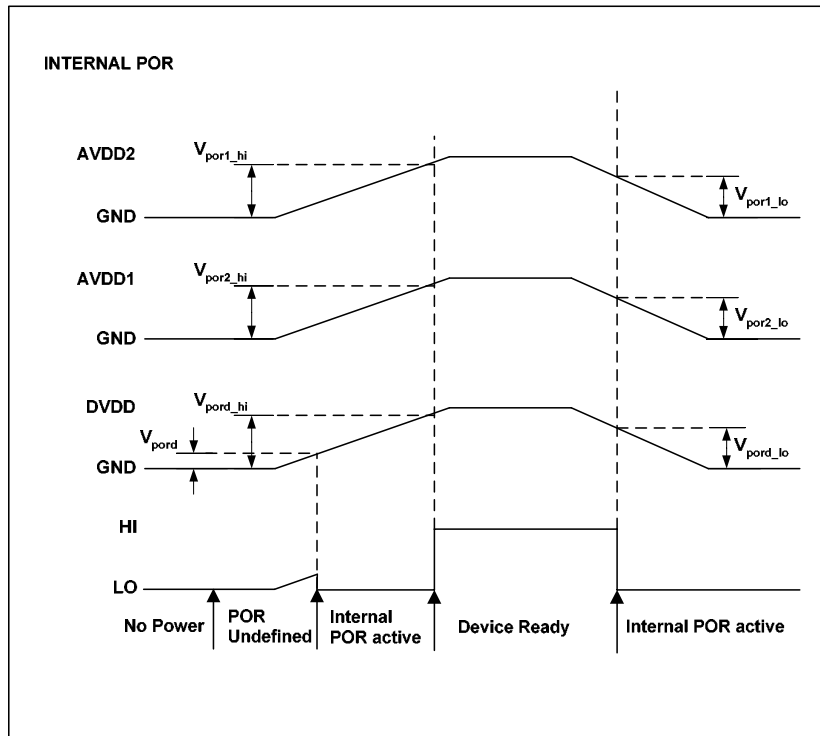 INTERNAL POR
AVDD2
Vpor1_hi
GND
Vpor1_lo
AVDD1
Vpor2_hi
GND
Vpor2_lo
DVDD
Vpord_hi
Vpord
GND
Vpord_lo
HI
LO
No Power
POR
Undefined
Internal
POR active
Device Ready
Internal POR active